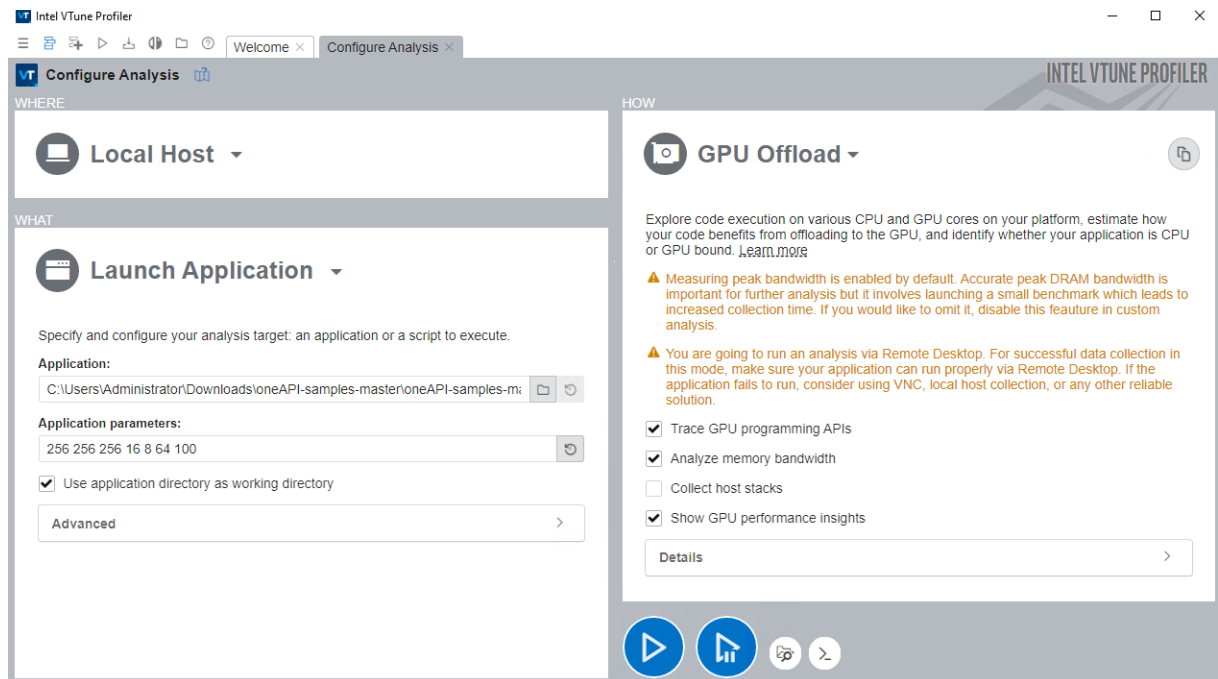 Intel VTune Profiler
Welcome
Configure Analysis
Configure Analysis
INTEL VTUNE PROFILER
WHERE
Local Host
WHAT
Launch Application
Specify and configure your analysis target: an application or a script to execute.
Application:
C:\Users\Administrator\Downloads\oneAPI-samples-master\oneAPI-samples-ma
Application parameters:
256 256 256 16 8 64 100
Use application directory as working directory
Advanced
HOW
GPU Offload
Explore code execution on various CPU and GPU cores on your platform, estimate how
your code benefits from offloading to the GPU, and identify whether your application is CPU
or GPU bound. Learn more
Measuring peak bandwidth is enabled by default. Accurate peak DRAM bandwidth is
important for further analysis but it involves launching a small benchmark which leads to
increased collection time. If you would like to omit it, disable this feauture in custom
analysis.
You are going to run an analysis via Remote Desktop. For successful data collection in
this mode, make sure your application can run properly via Remote Desktop. If the
application fails to run, consider using VNC, local host collection, or any other reliable
solution.
Trace GPU programming APIs
Analyze memory bandwidth
Collect host stacks
Show GPU performance insights
Details